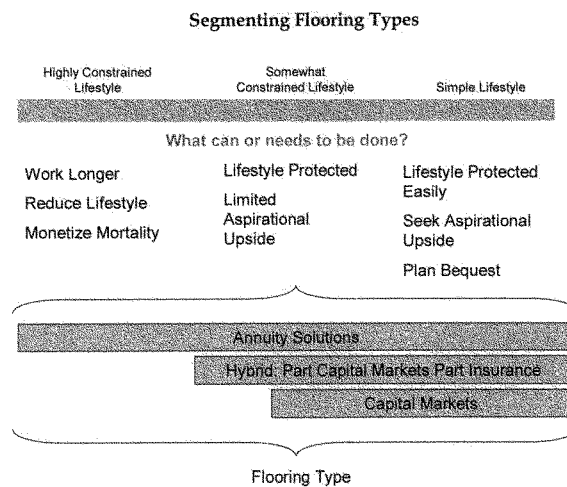 Segmenting Flooring Types
Highly Constrained
Lifestyle
Somewhat
Constrained Lifestyle
Simple Lifestyle
What can or needs to be done?
Work Longer
Reduce Lifestyle
Monetize Mortality
Lifestyle Protected
Limited
Aspirational
Upside
Lifestyle Protected
Easily
Seek Aspirational
Upside
Plan Bequest
Annuity Solutions
Hybrid: Part Capital Markets Part Insurance
Capital Markets
Flooring Type